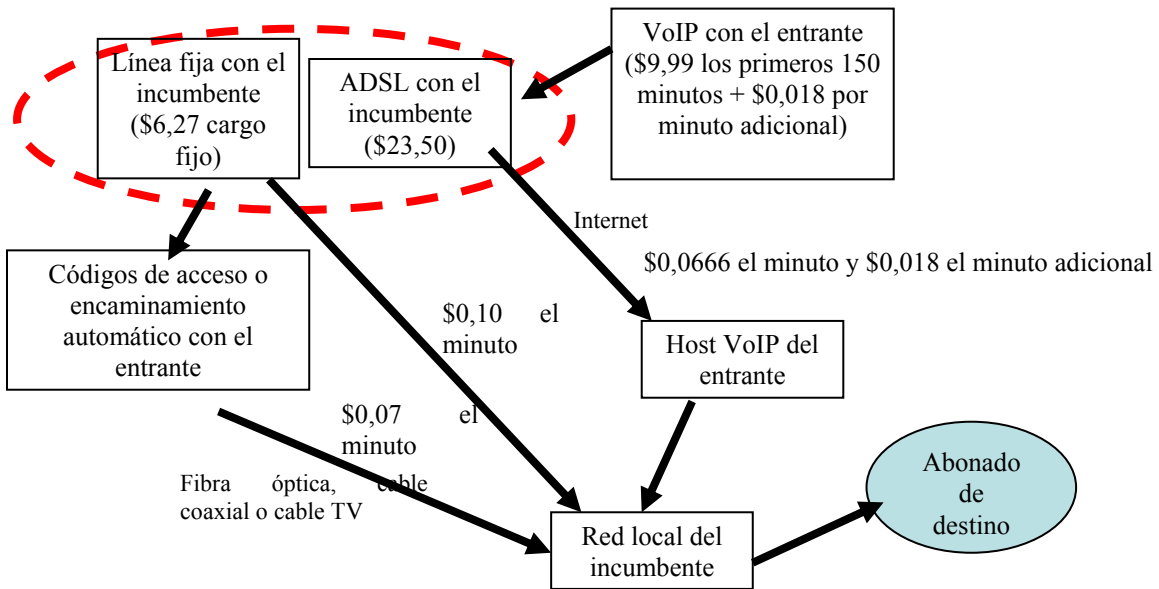 Línea fija con el
incumbente
($6,27 cargo
fijo)
ADSL con el
incumbente
($23,50)
VoIP con el entrante
($9,99 los primeros 150
minutos + $0,018 por
minuto adicional)
Internet
$0,0666 el minuto y $0,018 el minuto adicional
Códigos de acceso o
encaminamiento
automático con el
entrante
$0,10 el
minuto
Host VoIP del
entrante
$0,07 el
minuto
Fibra óptica, cable
coaxial o cable TV
Abonado
de
destino
Red local del
incumbente